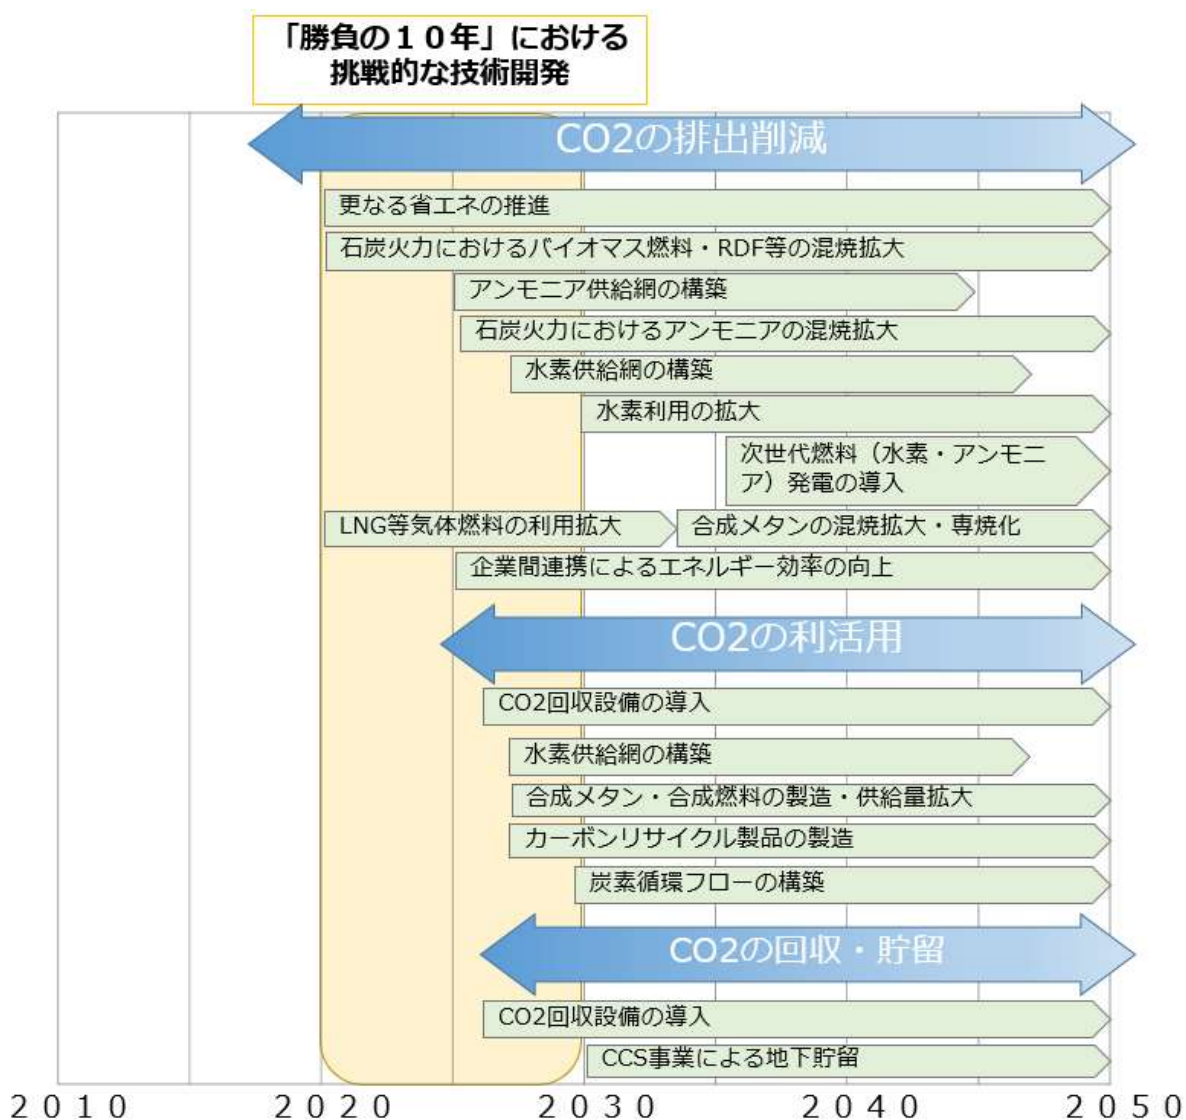 「勝負の１０年」における
挑戦的な技術開発
CO2の排出削減
更なる省エネの推進
石炭火力におけるバイオマス燃料・RDF等の混焼拡大
アンモニア供給網の構築
石炭火力におけるアンモニアの混焼拡大
水素供給網の構築
水素利用の拡大
次世代燃料（水素・アンモニ
ア）発電の導入
LNG等気体燃料の利用拡大
合成メタンの混焼拡大・専焼化
企業間連携によるエネルギー効率の向上
CO2の利活用
CO2回収設備の導入
水素供給網の構築
合成メタン・合成燃料の製造・供給量拡大
カーボンリサイクル製品の製造
炭素循環フローの構築
CO2の回収・貯留
CO2回収設備の導入
CCS事業による地下貯留
２０１０ ２０２０ ２０３０ ２０４０ ２０５０